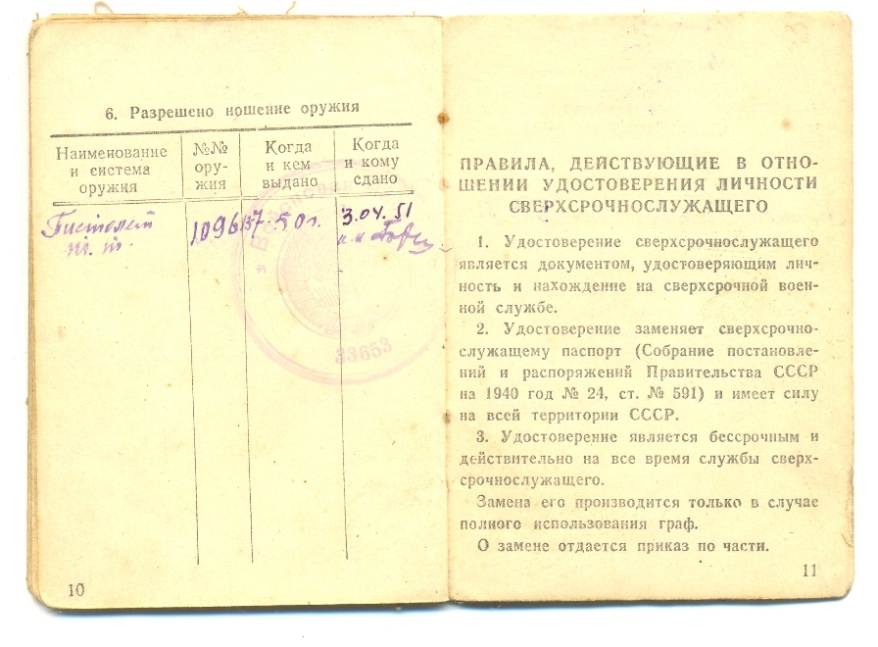 6. Разрешено ношение оружия
Наименование
и система
оружия
№№
ору-
жия
Когда
и кем
выдано
Когда
и кому
сдано
Пистолет
т. т.
1096
7. 50 г.
3.04.51
33653
10
ПРАВИЛА, ДЕЙСТВУЮЩИЕ В ОТНО-
ШЕНИИ УДОСТОВЕРЕНИЯ ЛИЧНОСТИ
СВЕРХСРОЧНОСЛУЖАЩЕГО
1. Удостоверение сверхсрочнослужащего
является документом, удостоверяющим лич-
ность и нахождение на сверхсрочной воен-
ной службе.
2. Удостоверение заменяет сверхсрочно-
служащему паспорт (Собрание постановле-
ний и распоряжений Правительства СССР
на 1940 год № 24, ст. № 591) и имеет силу
на всей территории СССР.
3. Удостоверение является бессрочным и
действительно на все время службы сверх-
срочнослужащего.
Замена его производится только в случае
полного использования граф.
О замене отдается приказ по части.
11